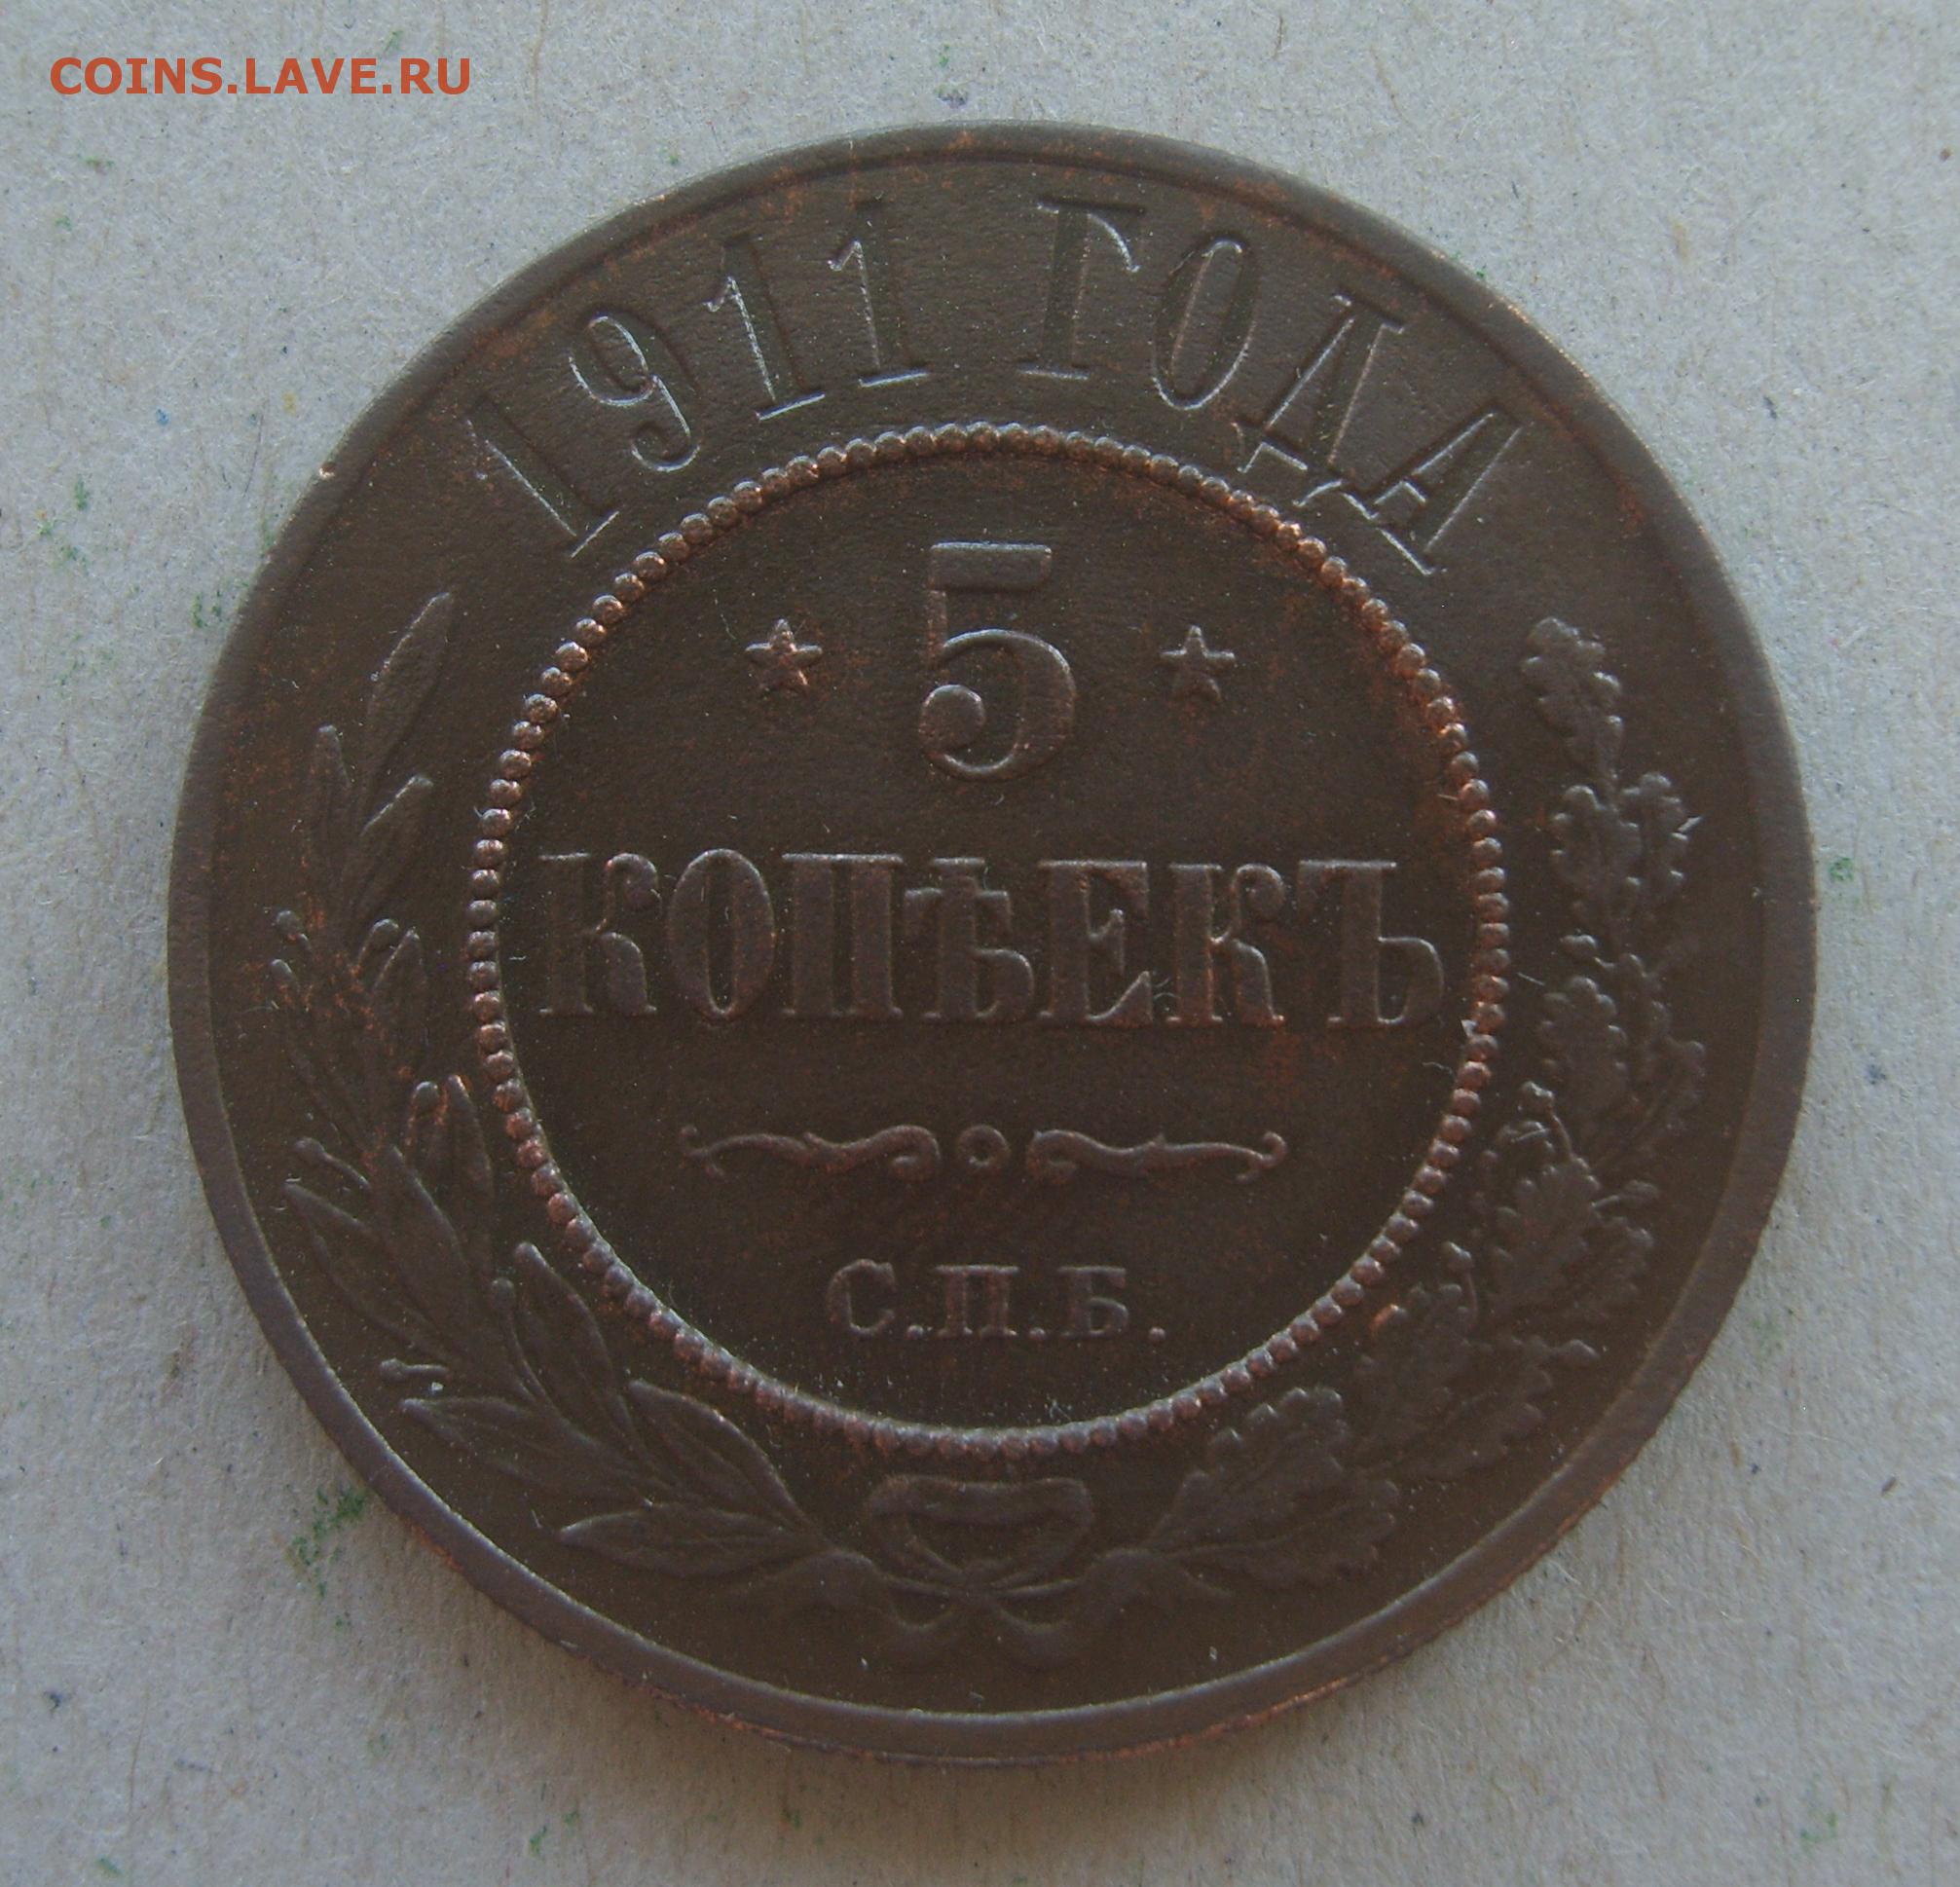 COINS.LAVE.RU
1911 ГОДА
5
КОПѢЕКЪ
С.П.Б.